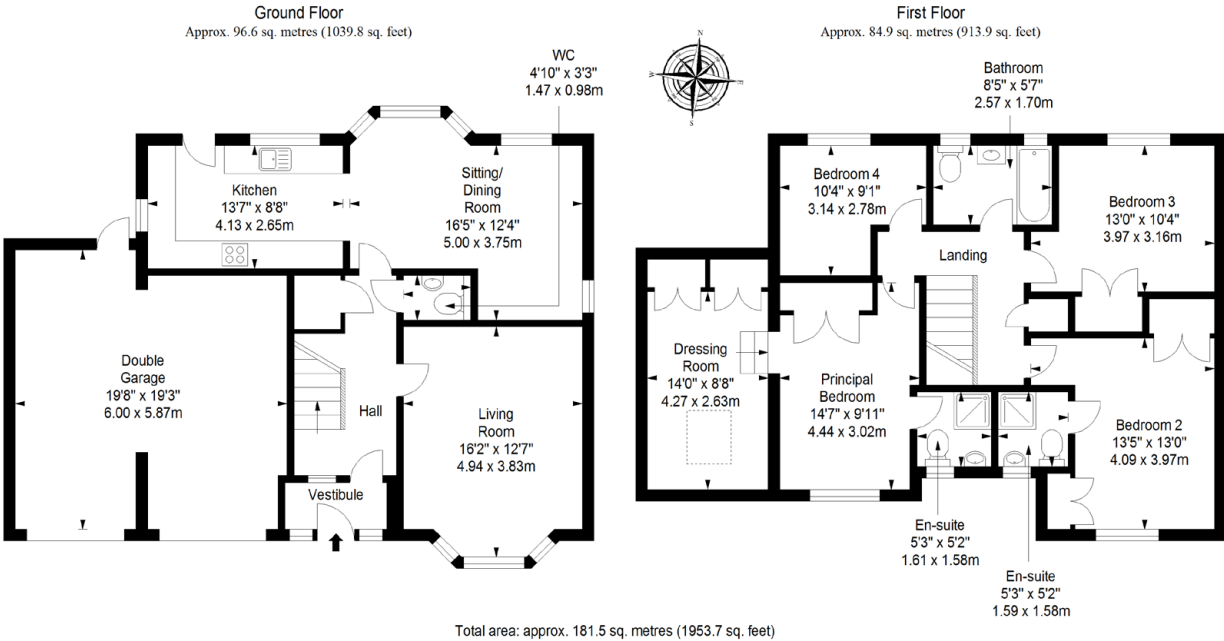 Ground Floor
Approx. 96.6 sq. metres (1039.8 sq. feet)
WC
4'10" x 3'3"
1.47 x 0.98m
Kitchen
13'7" x 8'8"
4.13 x 2.65m
Sitting/
Dining
Room
16'5" x 12'4"
5.00 x 3.75m
Double
Garage
19'8" x 19'3"
6.00 x 5.87m
Hall
Living
Room
16'2" x 12'7"
4.94 x 3.83m
Vestibule
First Floor
Approx. 84.9 sq. metres (913.9 sq. feet)
N
W
E
S
Bathroom
8'5" x 5'7"
2.57 x 1.70m
Bedroom 4
10'4" x 9'1"
3.14 x 2.78m
Bedroom 3
13'0" x 10'4"
3.97 x 3.16m
Landing
Dressing
Room
14'0" x 8'8"
4.27 x 2.63m
Principal
Bedroom
14'7" x 9'11"
4.44 x 3.02m
Bedroom 2
13'5" x 13'0"
4.09 x 3.97m
En-suite
5'3" x 5'2"
1.61 x 1.58m
En-suite
5'3" x 5'2"
1.59 x 1.58m
Total area: approx. 181.5 sq. metres (1953.7 sq. feet)